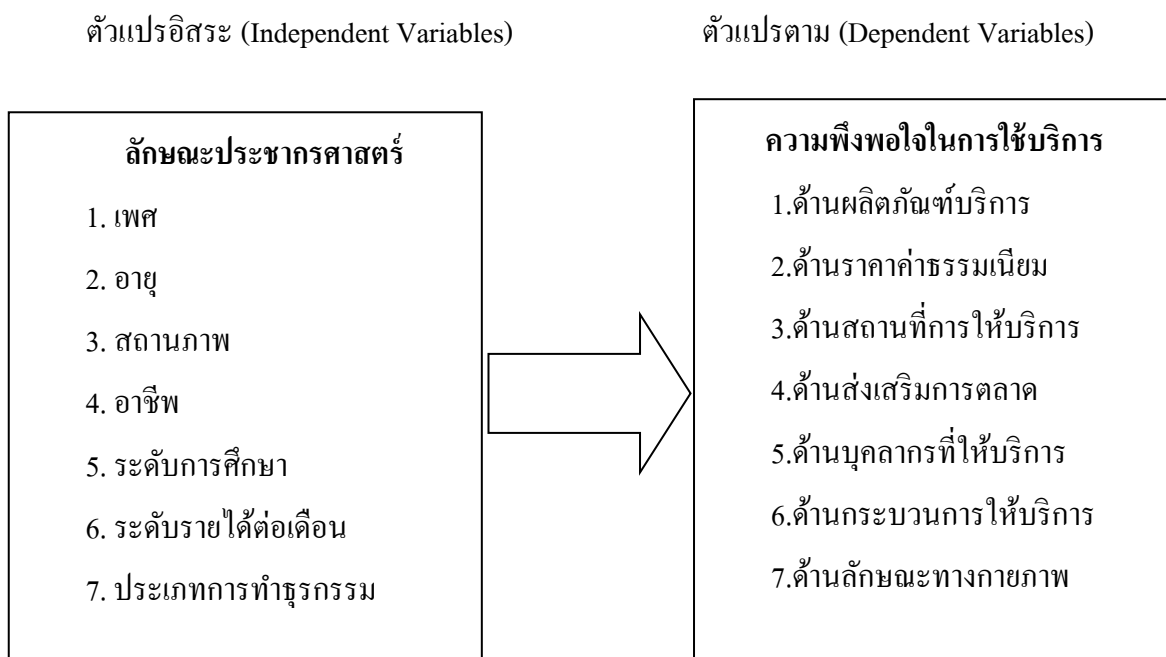 ตัวแปรอิสระ (Independent Variables)
ตัวแปรตาม (Dependent Variables)
ลักษณะประชากรศาสตร์
1. เพศ
2. อายุ
3. สถานภาพ
4. อาชีพ
5. ระดับการศึกษา
6. ระดับรายได้ต่อเดือน
7. ประเภทการทำธุรกรรม
ความพึงพอใจในการใช้บริการ
1.ด้านผลิตภัณฑ์บริการ
2.ด้านราคาค่าธรรมเนียม
3.ด้านสถานที่การให้บริการ
4.ด้านส่งเสริมการตลาด
5.ด้านบุคลากรที่ให้บริการ
6.ด้านกระบวนการให้บริการ
7.ด้านลักษณะทางกายภาพ